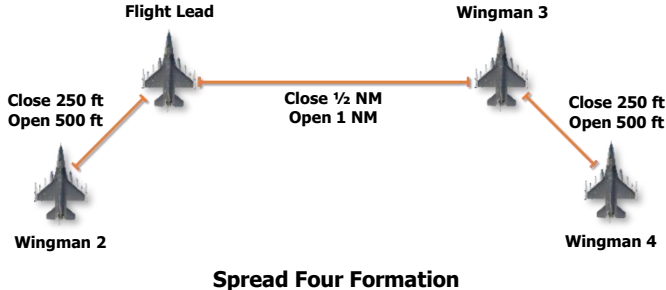 Flight Lead
Wingman 3
Close 250 ft
Open 500 ft
Close ½ NM
Open 1 NM
Close 250 ft
Open 500 ft
Wingman 2
Wingman 4
Spread Four Formation